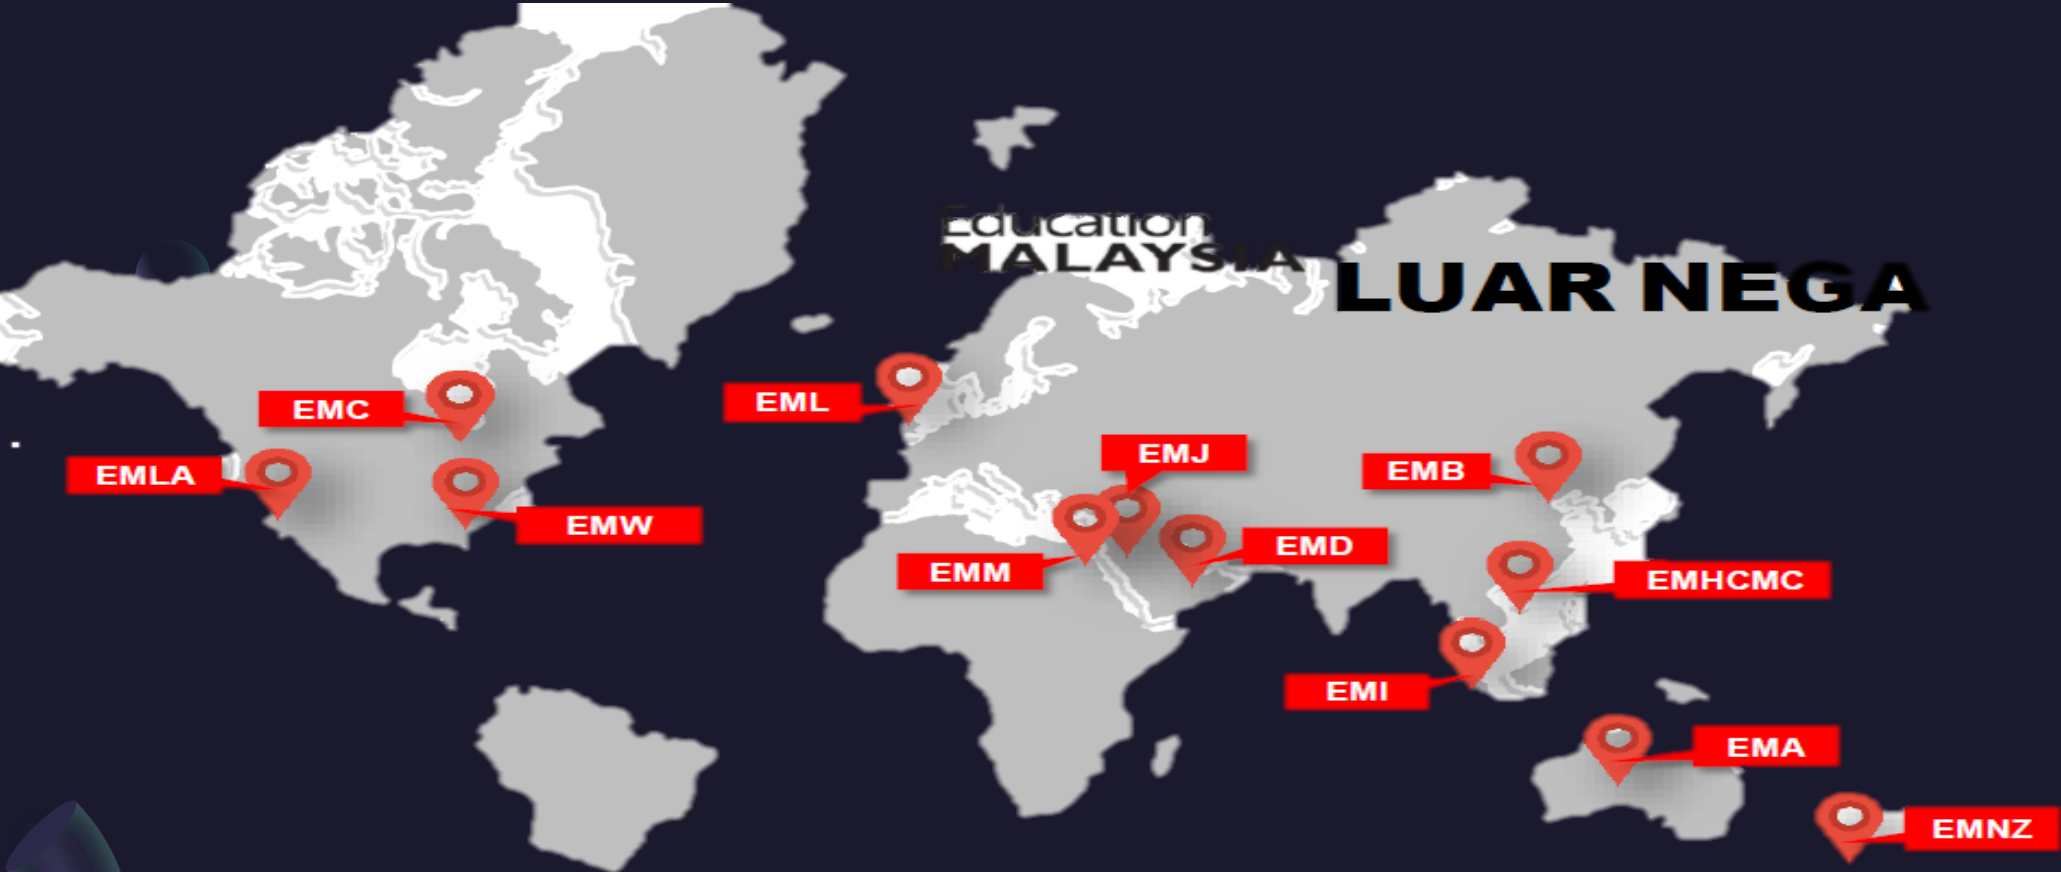 Education
MALAYSIA
LUAR NEGA
EMC
EML
EMJ
EMB
EMLA
EMW
EMD
EMM
EMHCMC
EMI
EMA
EMNZ